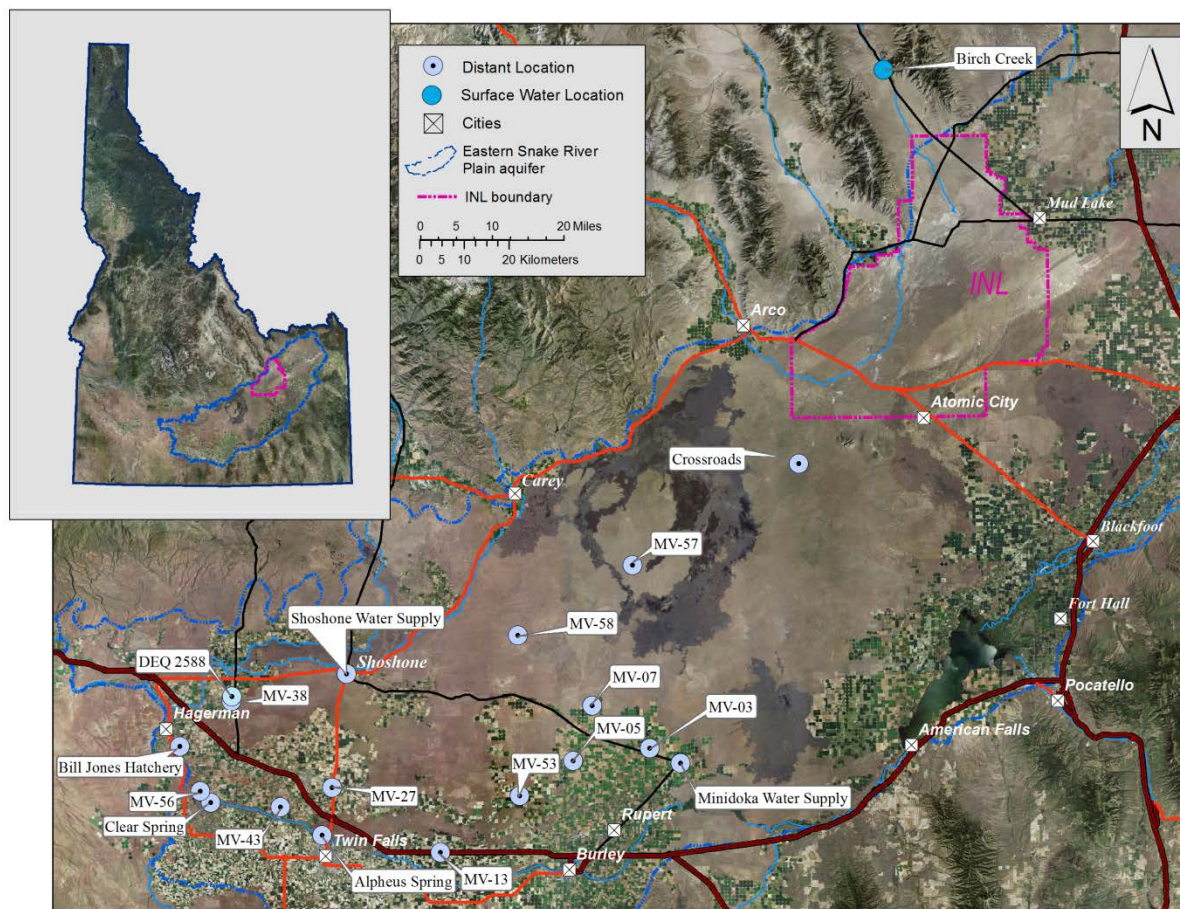 Distant Location
Surface Water Location
Cities
Eastern Snake River
Plain aquifer
INL boundary
0 5 10 20 Miles
0 5 10 20 Kilometers
Birch Creek
N
Mud Lake
INL
Arco
Atomic City
Crossroads
Carey
Blackfoot
MV-57
Fort Hall
Shoshone Water Supply
MV-58
Shoshone
DEQ 2588
MV-38
MV-07
Pocatello
MV-03
Hagerman
MV-05
American Falls
Bill Jones Hatchery
MV-53
MV-27
Minidoka Water Supply
MV-56
Clear Spring
Rupert
MV-43
Twin Falls
Burley
Alpheus Spring
MV-13